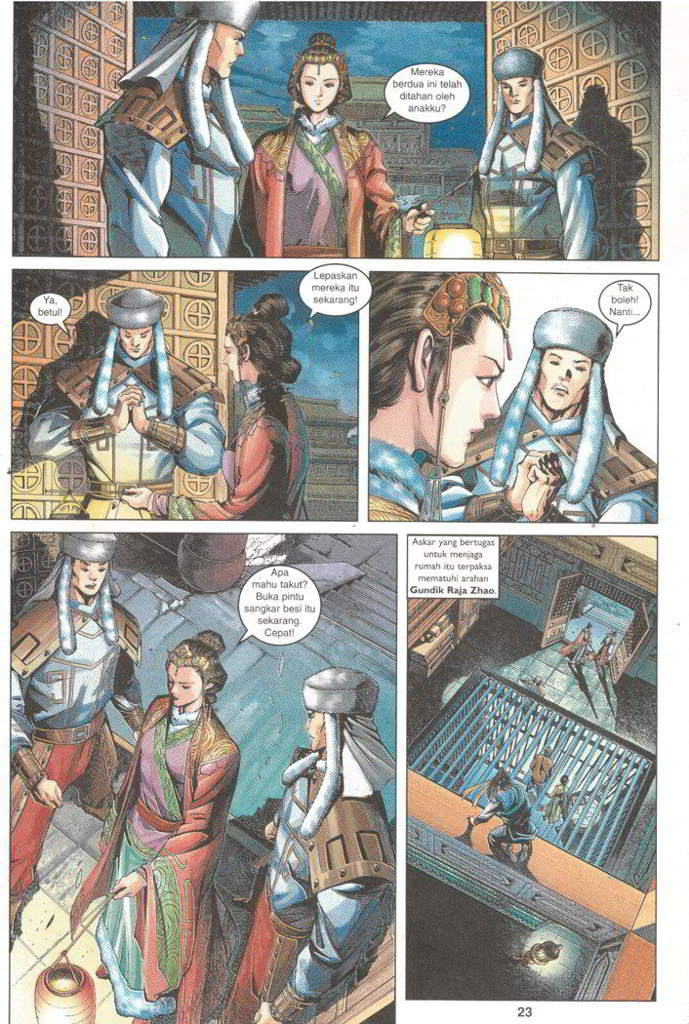 Mereka
berdua ini telah
ditahan oleh
anakku?
Ya,
betul!
Lepaskan
mereka itu
sekarang!
Tak
boleh!
Nanti...
Apa
mahu takut?
Buka pintu
sangkar besi itu
sekarang.
Cepat!
Askar yang bertugas
untuk menjaga
rumah itu terpaksa
mematuhi arahan
Gundik Raja Zhao.
23